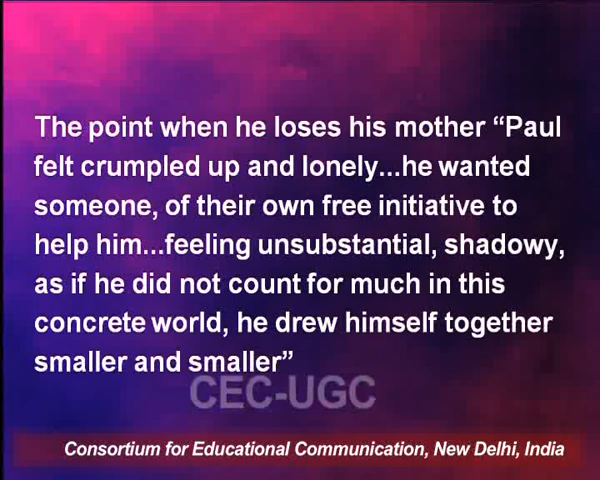 The point when he loses his mother “Paul
felt crumpled up and lonely...he wanted
someone, of their own free initiative to
help him...feeling unsubstantial, shadowy,
as if he did not count for much in this
concrete world, he drew himself together
smaller and smaller”
CEC-UGC
Consortium for Educational Communication, New Delhi, India